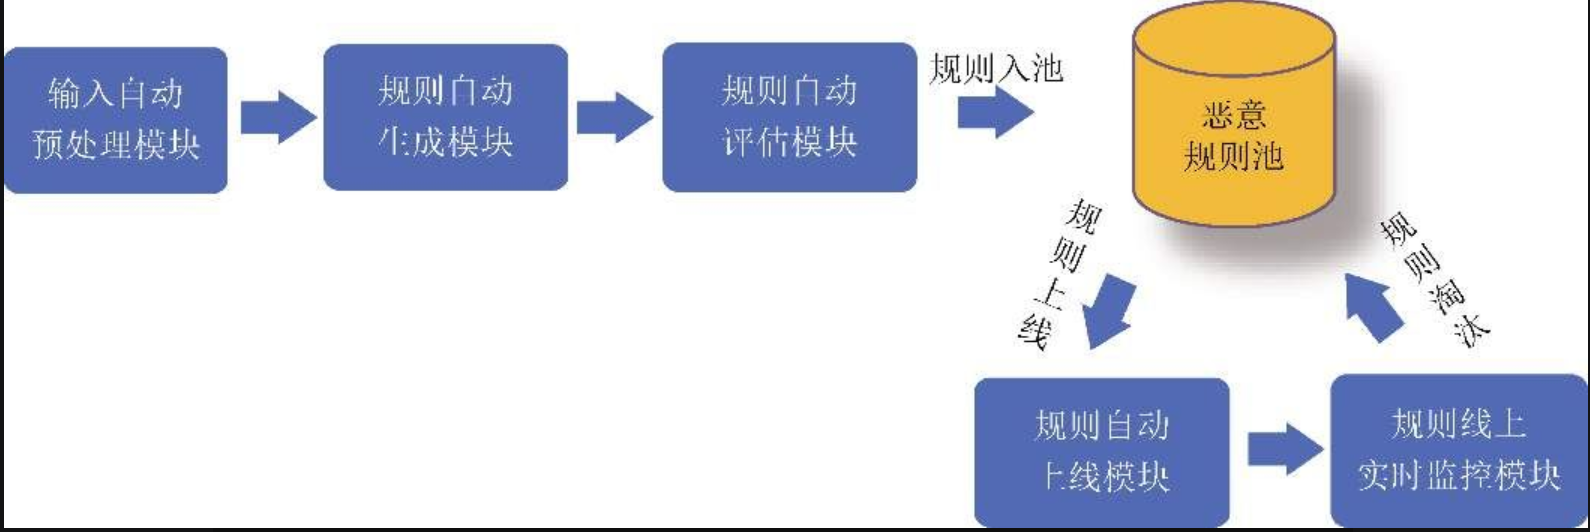 输入自动
预处理模块
规则自动
生成模块
规则自动
评估模块
规则入池
恶意
规则池
规则上线
规则淘汰
规则自动
上线模块
规则线上
实时监控模块